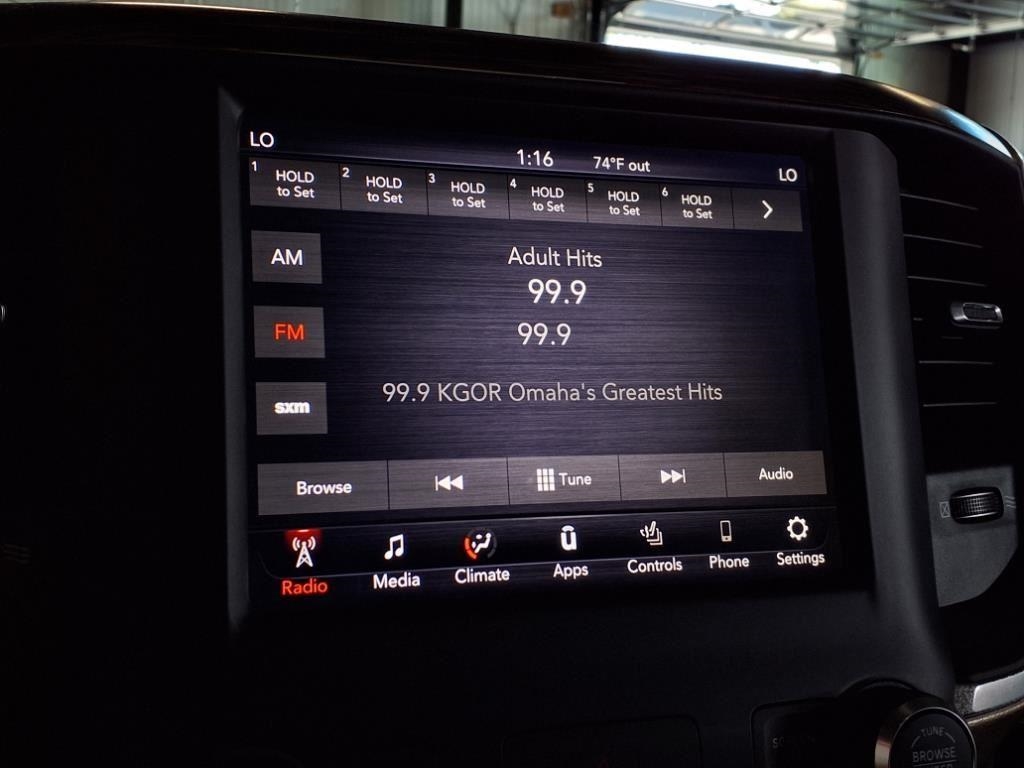 LO
1:16 74°F out
LO
1 HOLD to Set
2 HOLD to Set
3 HOLD to Set
4 HOLD to Set
5 HOLD to Set
6 HOLD to Set
AM
Adult Hits
99.9
FM
99.9
99.9 KGOR Omaha's Greatest Hits
sxm
Browse
Tune
Audio
Radio
Media
Climate
Apps
Controls
Phone
Settings
TUNE
BROWSE